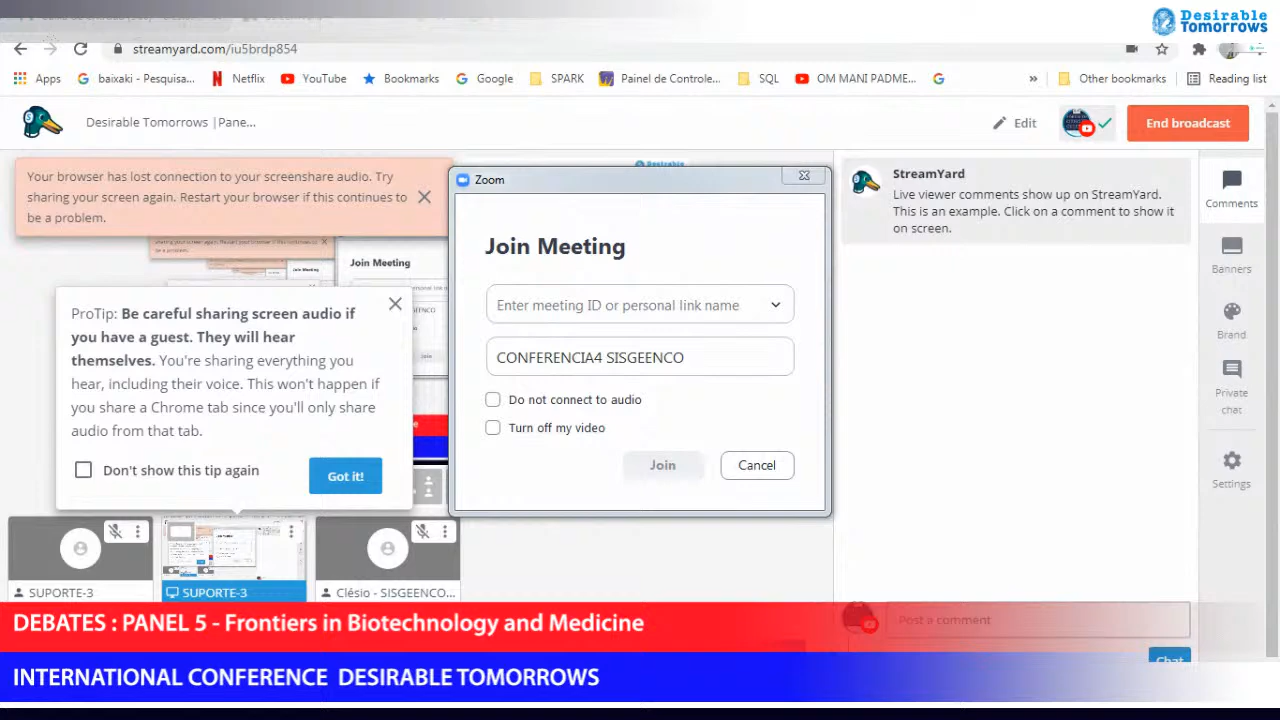 Desirable
Tomorrows
streamyard.com/iu5brdp854
Apps
baixaki - Pesquisa...
Netflix
YouTube
Bookmarks
Google
SPARK
Painel de Controle...
SQL
OM MANI PADME...
»
Other bookmarks
Reading list
Desirable Tomorrows |Pane...
Edit
End broadcast
Your browser has lost connection to your screenshare audio. Try
sharing your screen again. Restart your browser if this continues to
be a problem.
Zoom
Join Meeting
Enter meeting ID or personal link name
CONFERENCIA4 SISGEENCO
Do not connect to audio
Turn off my video
Join
Cancel
StreamYard
Live viewer comments show up on StreamYard.
This is an example. Click on a comment to show it
on screen.
Comments
Banners
Brand
Private
chat
Settings
Join Meeting
ProTip: Be careful sharing screen audio if
you have a guest. They will hear
themselves. You're sharing everything you
hear, including their voice. This won't happen if
you share a Chrome tab since you'll only share
audio from that tab.
Don't show this tip again
Got it!
SUPORTE-3
SUPORTE-3
Clésio - SISGEENCO...
Post a comment
Chat
DEBATES : PANEL 5 - Frontiers in Biotechnology and Medicine
INTERNATIONAL CONFERENCE DESIRABLE TOMORROWS